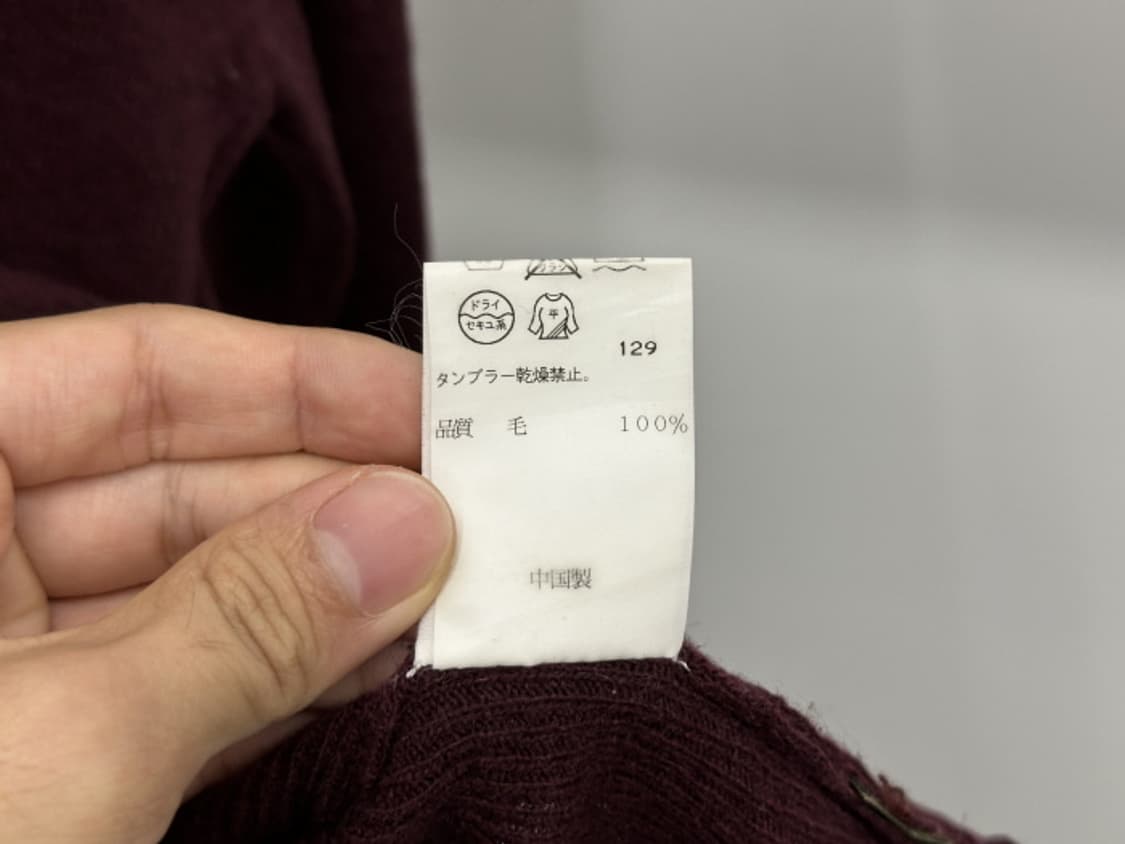 ドライ
セキユ系
平
129
タンブラー乾燥禁止。
品質 毛 100%
中国製